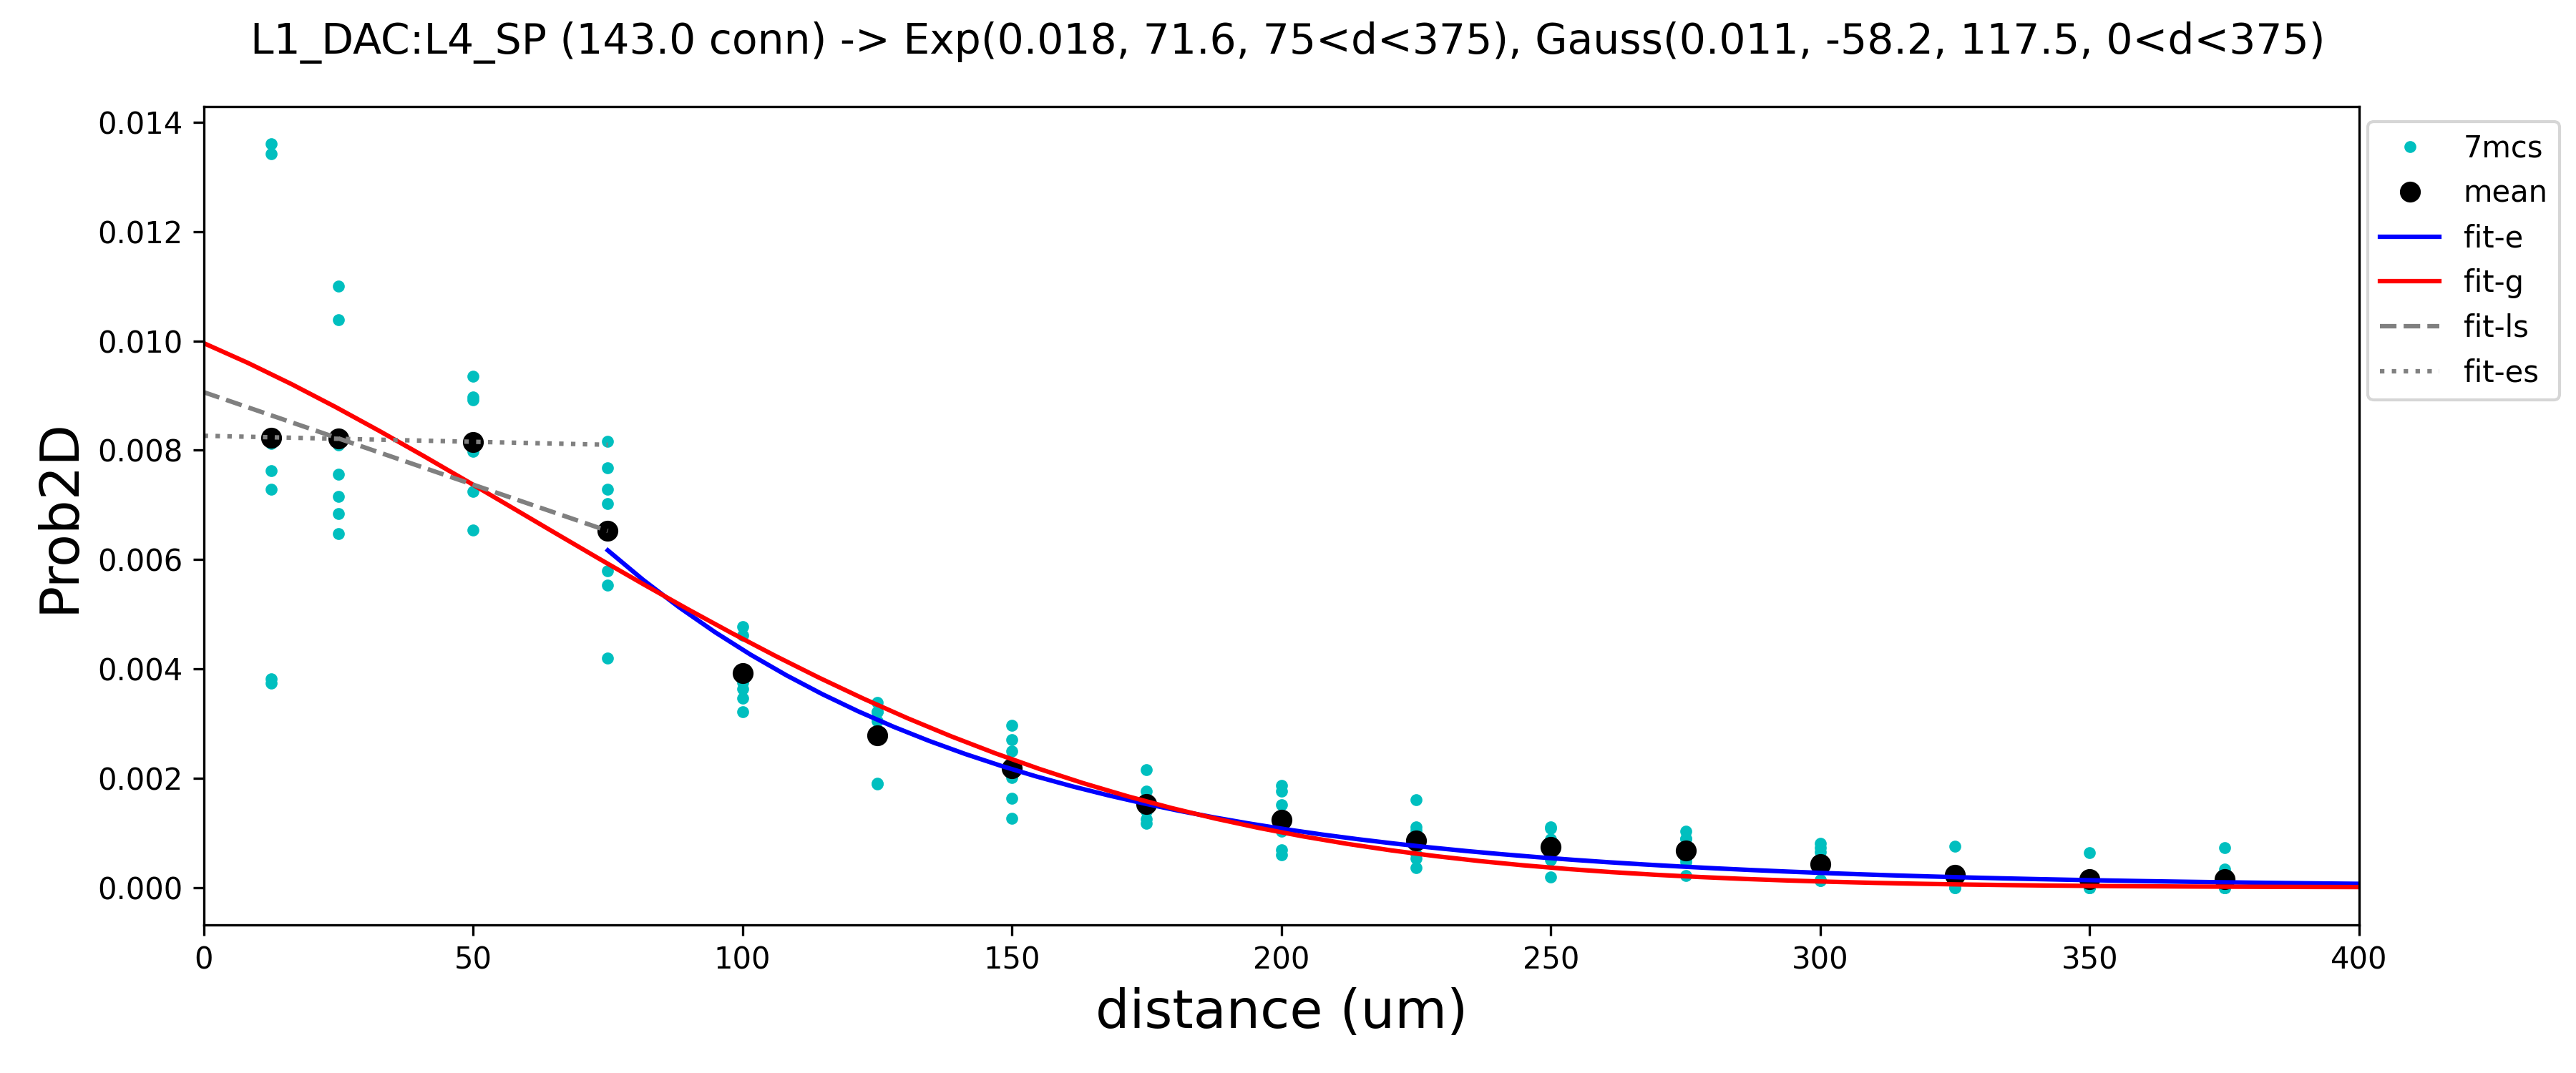 L1_DAC:L4_SP (143.0 conn) -> Exp(0.018, 71.6, 75<d<375), Gauss(0.011, -58.2, 117.5, 0<d<375)
0.014
0.012
0.010
0.008
0.006
0.004
0.002
0.000
Prob2D
0 50 100 150 200 250 300 350 400
distance (um)
7mcs
mean
fit-e
fit-g
fit-ls
fit-es